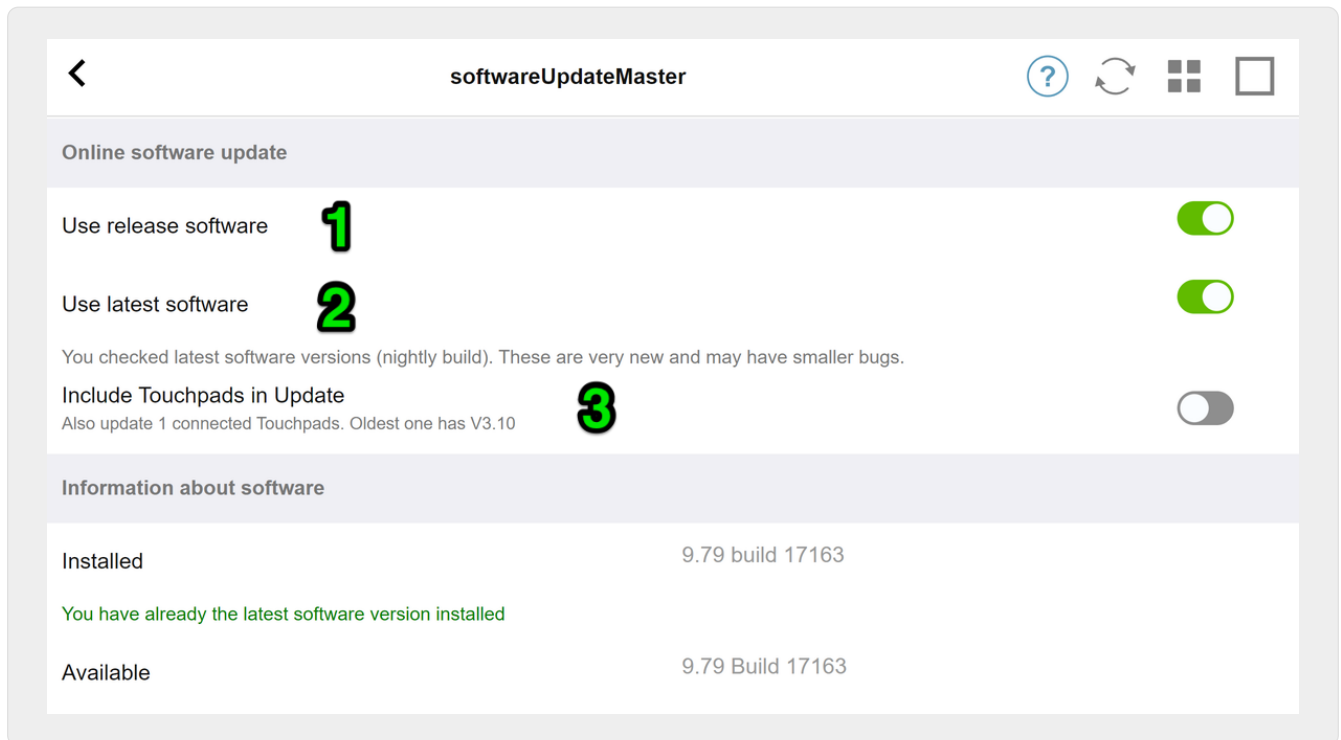 softwareUpdateMaster
?
Online software update
Use release software 1
Use latest software 2
You checked latest software versions (nightly build). These are very new and may have smaller bugs.
Include Touchpads in Update
Also update 1 connected Touchpads. Oldest one has V3.10 3
Information about software
Installed 9.79 build 17163
You have already the latest software version installed
Available 9.79 Build 17163